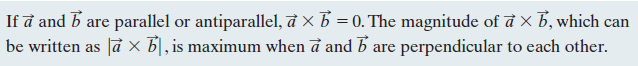 If a⃗ and b⃗ are parallel or antiparallel, a⃗ × b⃗ = 0. The magnitude of a⃗ × b⃗, which can
be written as |a⃗ × b⃗|, is maximum when a⃗ and b⃗ are perpendicular to each other.